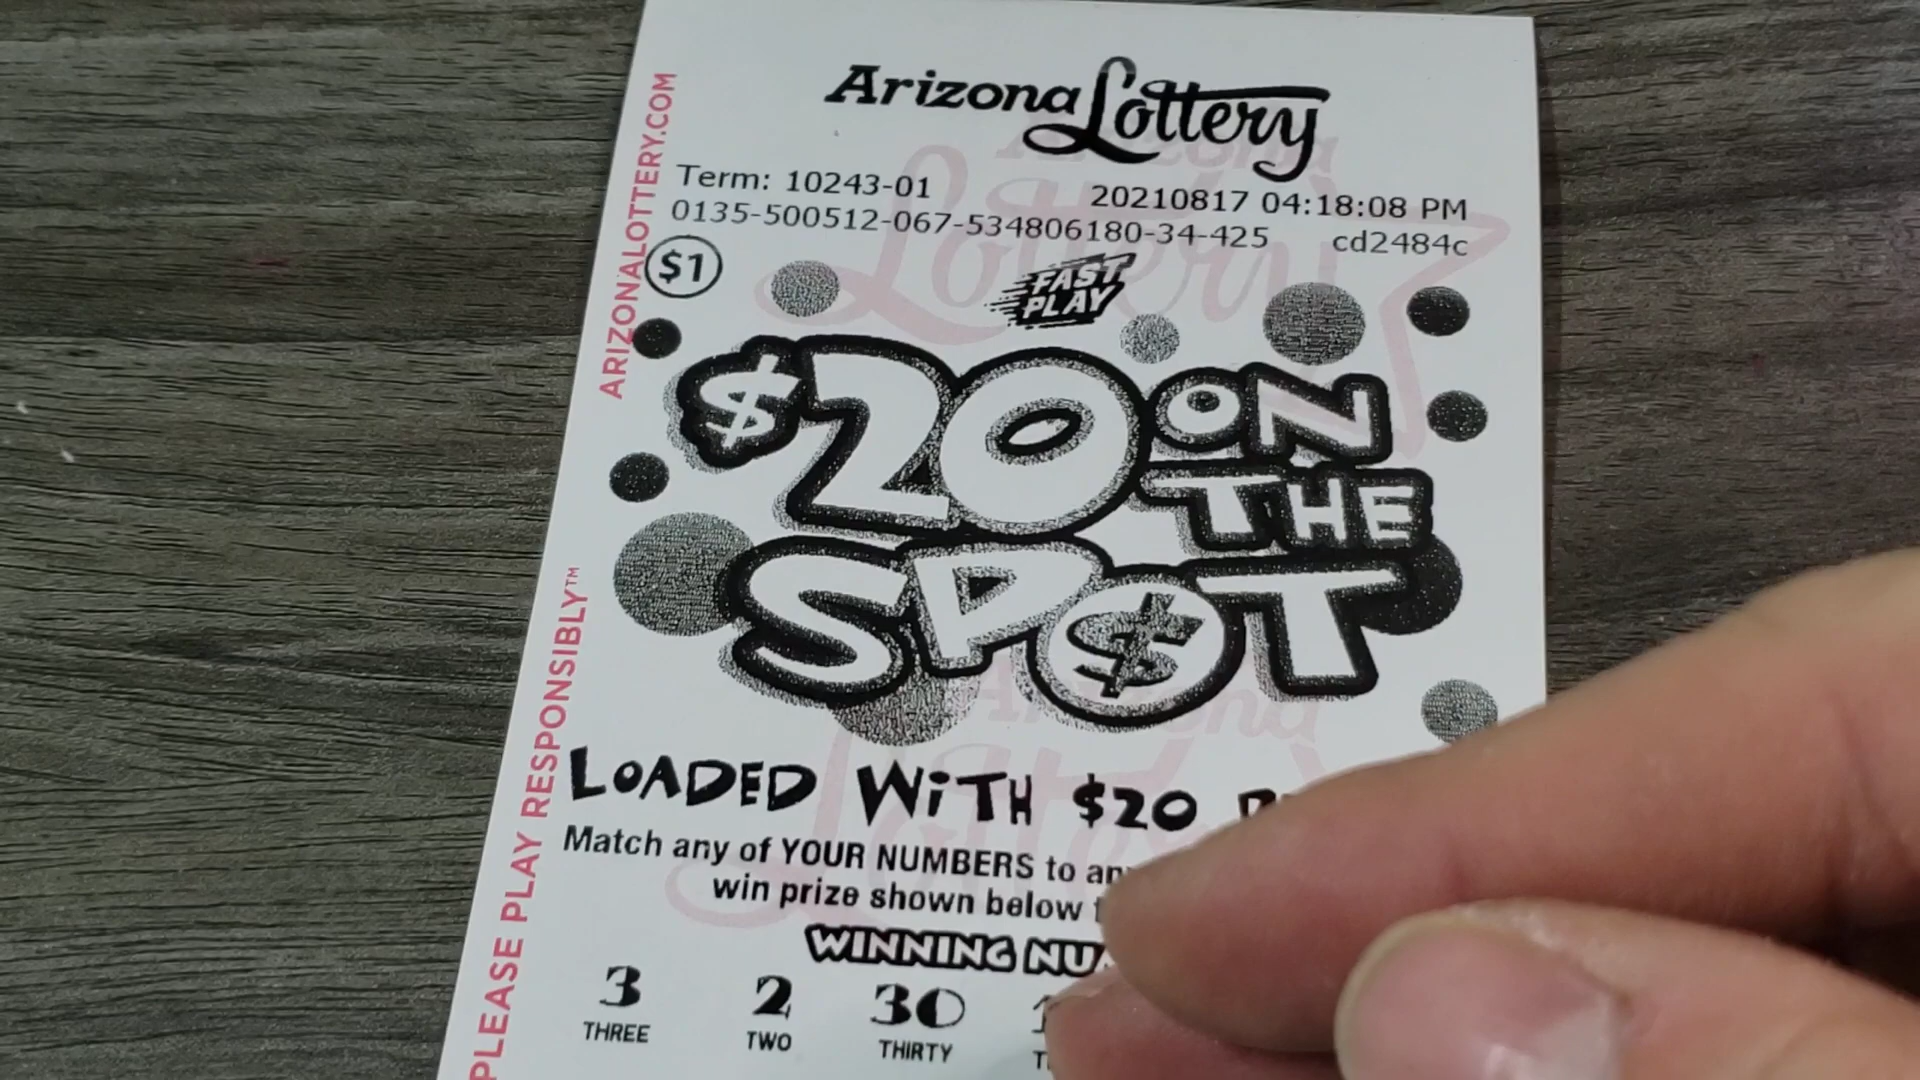 Arizona Lottery
Term: 10243-01 20210817 04:18:08 PM
0135-500512-067-534806180-34-425 cd2484c
$1
FAST PLAY
$20 ON THE SPOT
LOADED WITH $20
Match any of YOUR NUMBERS to
win prize shown below
WINNING
3 2 30
THREE TWO THIRTY
ARIZONALOTTERY.COM
PLEASE PLAY RESPONSIBLY™